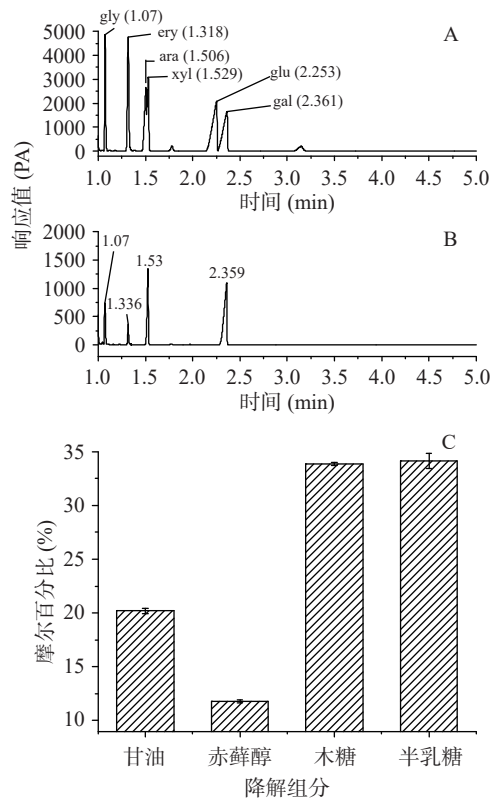 A
gly (1.07)
ery (1.318)
ara (1.506)
xyl (1.529)
glu (2.253)
gal (2.361)
5000
4000
3000
2000
1000
0
1.0 1.5 2.0 2.5 3.0 3.5 4.0 4.5 5.0
时间 (min)
响应值 (PA)
B
1.07
1.336
1.53
2.359
2000
1500
1000
500
0
1.0 1.5 2.0 2.5 3.0 3.5 4.0 4.5 5.0
时间 (min)
C
35
33
25
20
13
10
摩尔百分比 (%)
甘油 赤藓醇 木糖 半乳糖
降解组分